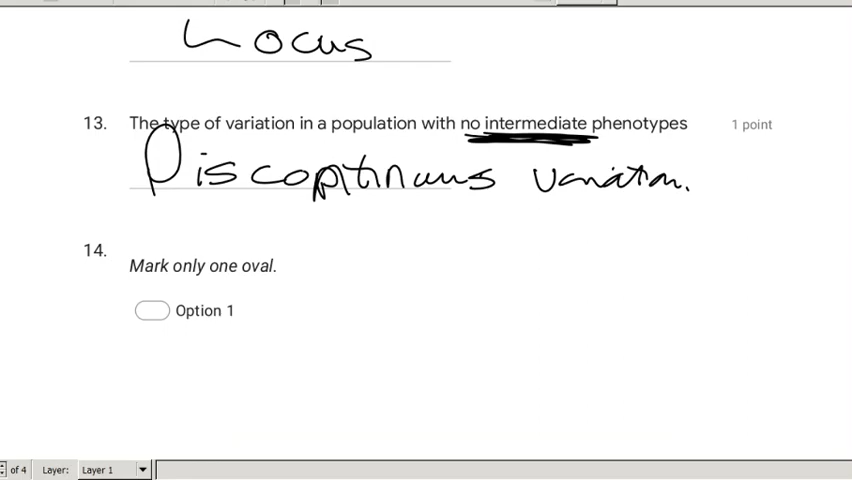 Locus
13. The type of variation in a population with no intermediate phenotypes 1 point
Discontinuous variation.
14.
Mark only one oval.
Option 1
of 4 Layer: Layer 1